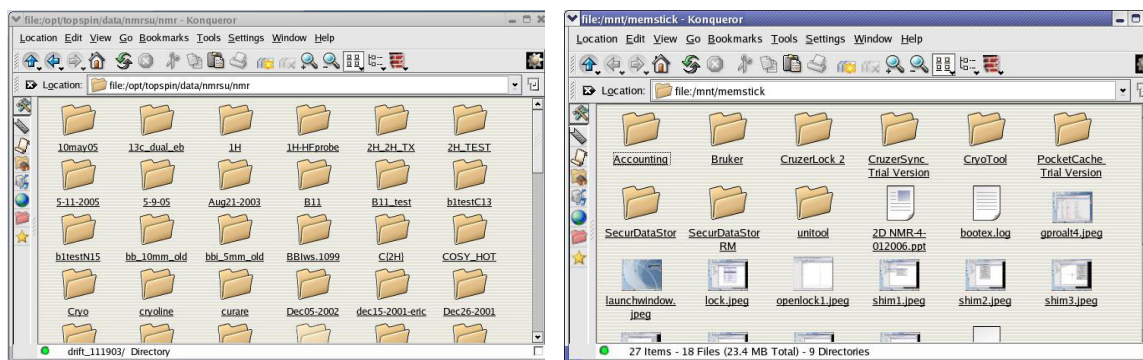 file:/opt/topspin/data/nmrsu/nmr - Konqueror
Location Edit View Go Bookmarks Tools Settings Window Help
Location: file:/opt/topspin/data/nmrsu/nmr
10may05 13c_dual_eb 1H 1H-HFprobe 2H_2H_TX 2H_TEST
5-11-2005 5-9-05 Aug21-2003 B11 B11_test b1testC13
b1testN15 bb_10mm_old bbi_5mm_old BBIws.1099 C{2H} COSY_HOT
Cryo cryoline curare Dec05-2002 dec15-2001-eric Dec26-2001
drift_111903/ Directory
file:/mnt/memstick - Konqueror
Location Edit View Go Bookmarks Tools Settings Window Help
Location: file:/mnt/memstick
Accounting Bruker CruzerLock 2 CruzerSync CryoTool PocketCache
Trial Version Trial Version
SecurDataStor SecurDataStor unitool 2D NMR-4- bootex.log gproalt4.jpeg
RM 012006.ppt
launchwindow. lock.jpeg openlock1.jpeg shim1.jpeg shim2.jpeg shim3.jpeg
jpeg
27 Items - 18 Files (23.4 MB Total) - 9 Directories